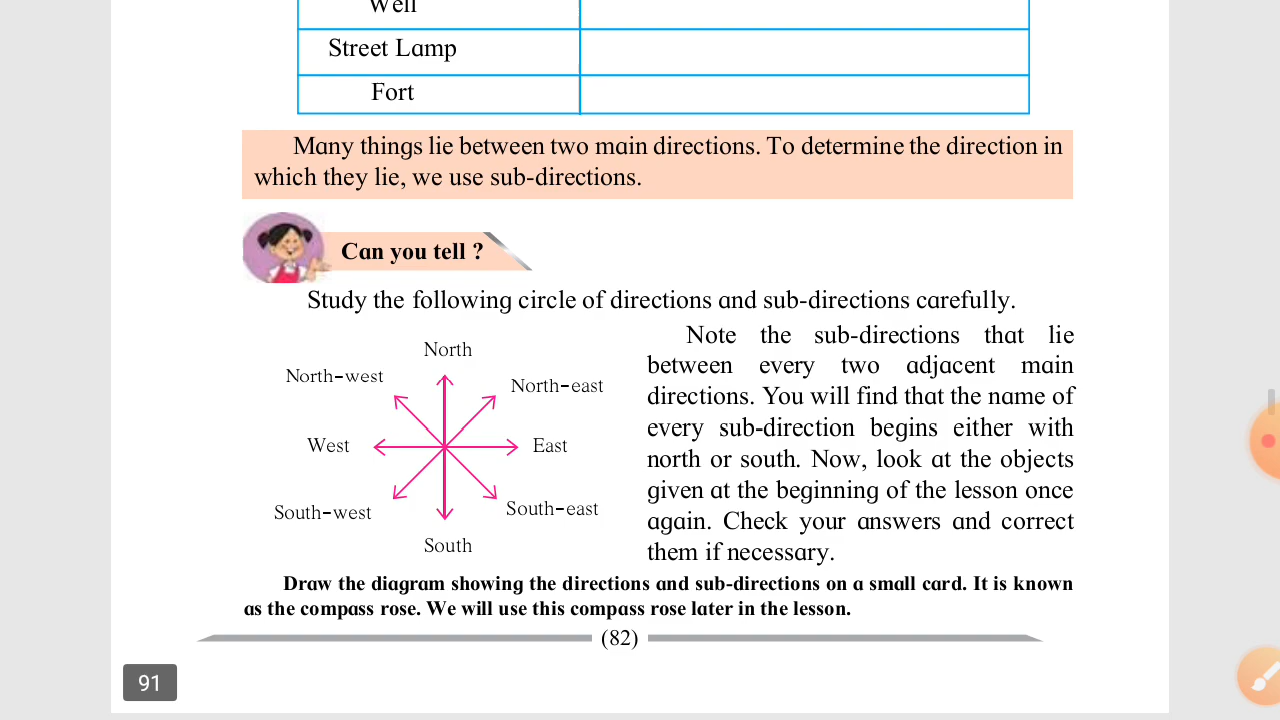 Well
Street Lamp
Fort
Many things lie between two main directions. To determine the direction in
which they lie, we use sub-directions.
Can you tell ?
Study the following circle of directions and sub-directions carefully.
North
North-west
North-east
West
East
South-west
South-east
South
Note the sub-directions that lie
between every two adjacent main
directions. You will find that the name of
every sub-direction begins either with
north or south. Now, look at the objects
given at the beginning of the lesson once
again. Check your answers and correct
them if necessary.
Draw the diagram showing the directions and sub-directions on a small card. It is known
as the compass rose. We will use this compass rose later in the lesson.
(82)
91